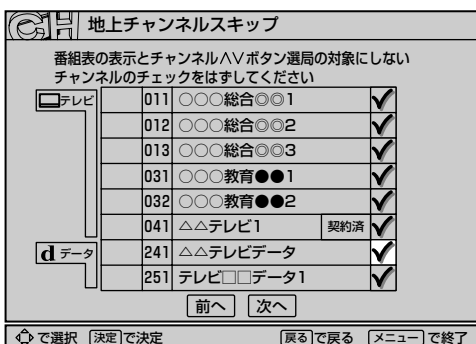 CH 地上チャンネルスキップ
番組表の表示とチャンネル∧∨ボタン選局の対象にしない
チャンネルのチェックをはずしてください
テレビ
011 ○○○総合◎◎1
012 ○○○総合◎◎2
013 ○○○総合◎◎3
031 ○○○教育●●1
032 ○○○教育●●2
041 △△テレビ1 契約済
d データ
241 △△テレビデータ
251 テレビ□□データ1
前へ 次へ
で選択 決定で決定 戻るで戻る メニューで終了